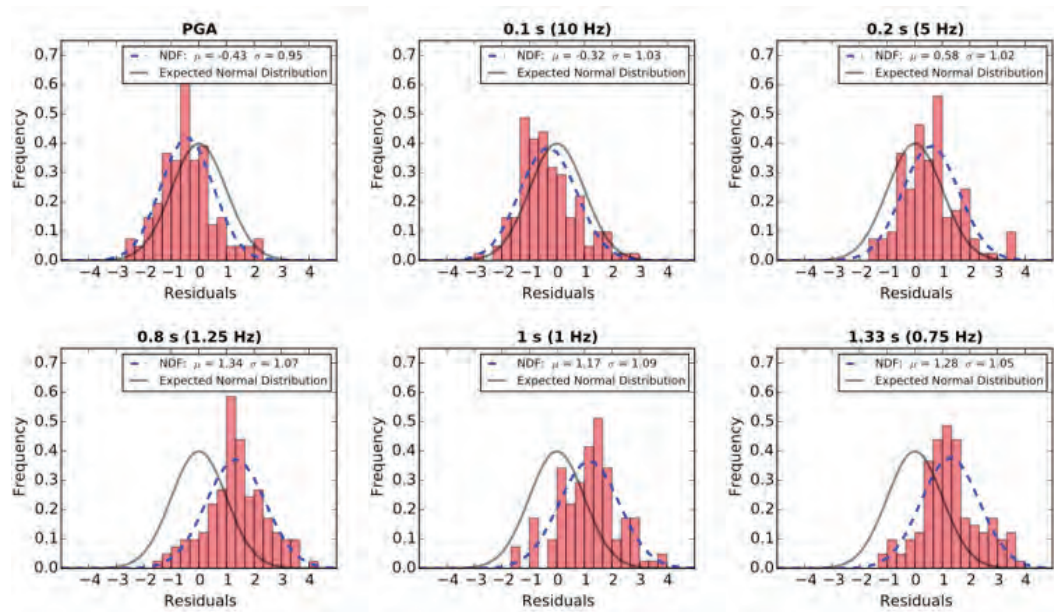 PGA
NDF: μ = -0.43 σ = 0.95
Expected Normal Distribution
0.7
0.6
0.5
0.4
0.3
0.2
0.1
0.0
Frequency
−4 −3 −2 −1 0 1 2 3 4
Residuals
0.1 s (10 Hz)
NDF: μ = -0.32 σ = 1.03
Expected Normal Distribution
0.7
0.6
0.5
0.4
0.3
0.2
0.1
0.0
Frequency
−4 −3 −2 −1 0 1 2 3 4
Residuals
0.2 s (5 Hz)
NDF: μ = 0.58 σ = 1.02
Expected Normal Distribution
0.7
0.6
0.5
0.4
0.3
0.2
0.1
0.0
Frequency
−4 −3 −2 −1 0 1 2 3 4
Residuals
0.8 s (1.25 Hz)
NDF: μ = 1.34 σ = 1.07
Expected Normal Distribution
0.7
0.6
0.5
0.4
0.3
0.2
0.1
0.0
Frequency
−4 −3 −2 −1 0 1 2 3 4
Residuals
1 s (1 Hz)
NDF: μ = 1.17 σ = 1.09
Expected Normal Distribution
0.7
0.6
0.5
0.4
0.3
0.2
0.1
0.0
Frequency
−4 −3 −2 −1 0 1 2 3 4
Residuals
1.33 s (0.75 Hz)
NDF: μ = 1.28 σ = 1.05
Expected Normal Distribution
0.7
0.6
0.5
0.4
0.3
0.2
0.1
0.0
Frequency
−4 −3 −2 −1 0 1 2 3 4
Residuals